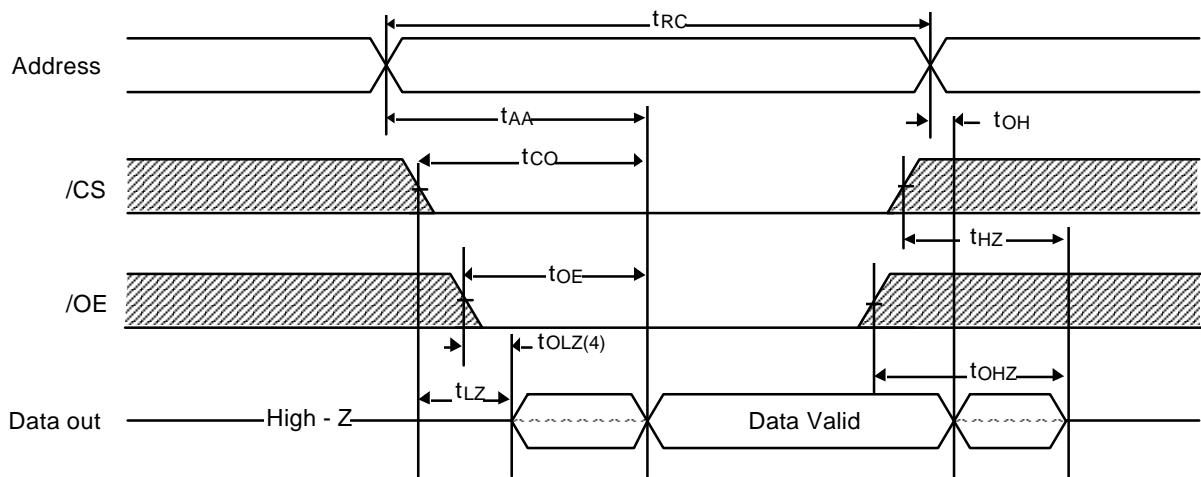 tRC
Address
tAA
tOH
tCO
/CS
tHZ
tOE
/OE
tOLZ(4)
tOHZ
tLZ
Data out
High - Z
Data Valid